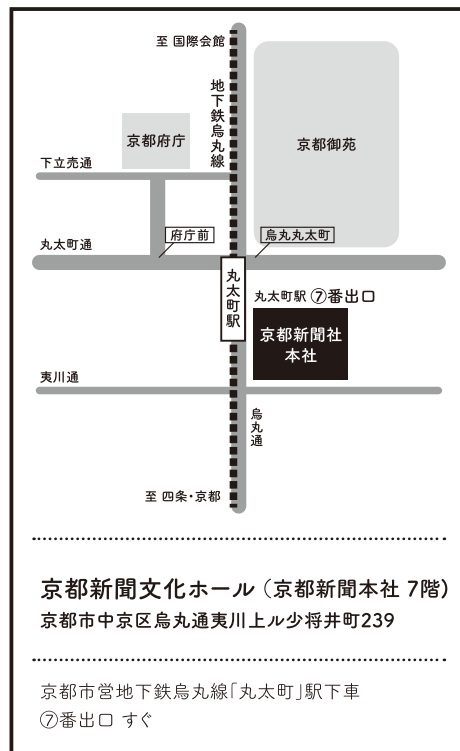 至 国際会館
地下鉄烏丸線
京都府庁
京都御苑
下立売通
府庁前
烏丸丸太町
丸太町通
丸太町駅
丸太町駅 ⑦番出口
京都新聞社
本社
夷川通
烏丸通
至 四条・京都
京都新聞文化ホール（京都新聞本社 7階）
京都市中京区烏丸通夷川上ル少将井町239
京都市営地下鉄烏丸線「丸太町」駅下車
⑦番出口 すぐ